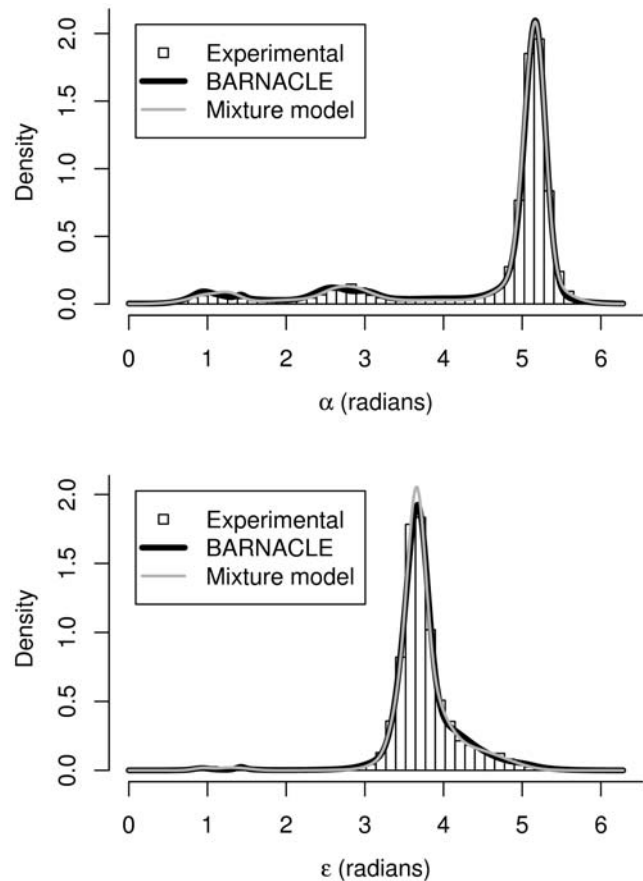 Density
2.0
1.5
1.0
0.5
0.0
Experimental
BARNACLE
Mixture model
0 1 2 3 4 5 6
α (radians)
Density
2.0
1.5
1.0
0.5
0.0
Experimental
BARNACLE
Mixture model
0 1 2 3 4 5 6
ε (radians)